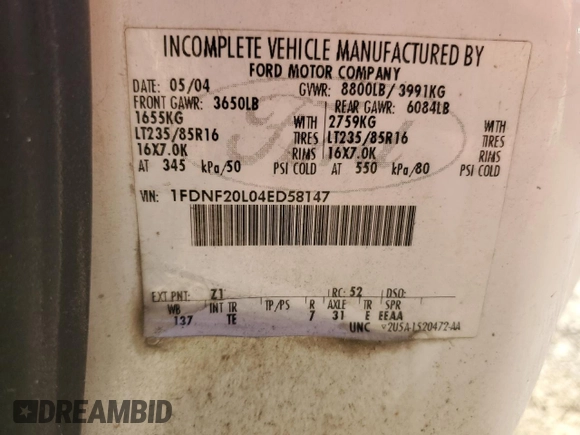 INCOMPLETE VEHICLE MANUFACTURED BY
FORD MOTOR COMPANY
DATE: 05/04 GVWR: 8800LB/ 3991KG
FRONT GAWR: 3650LB REAR GAWR: 6084LB
1655KG WITH 2759KG WITH
LT235/85R16 TIRES LT235/85R16 TIRES
16X7.0K RIMS 16X7.0K RIMS
AT 345 kPa/50 PSI COLD AT 550 kPa/80 PSI COLD
VIN: 1FDNF20L04ED58147
EXT PNT: Z1 RC: 52 DSO:
WB INT TR TP/PS R AXLE TR SPR
137 TE 7 31 E EEAA
UNC
DREAMBID